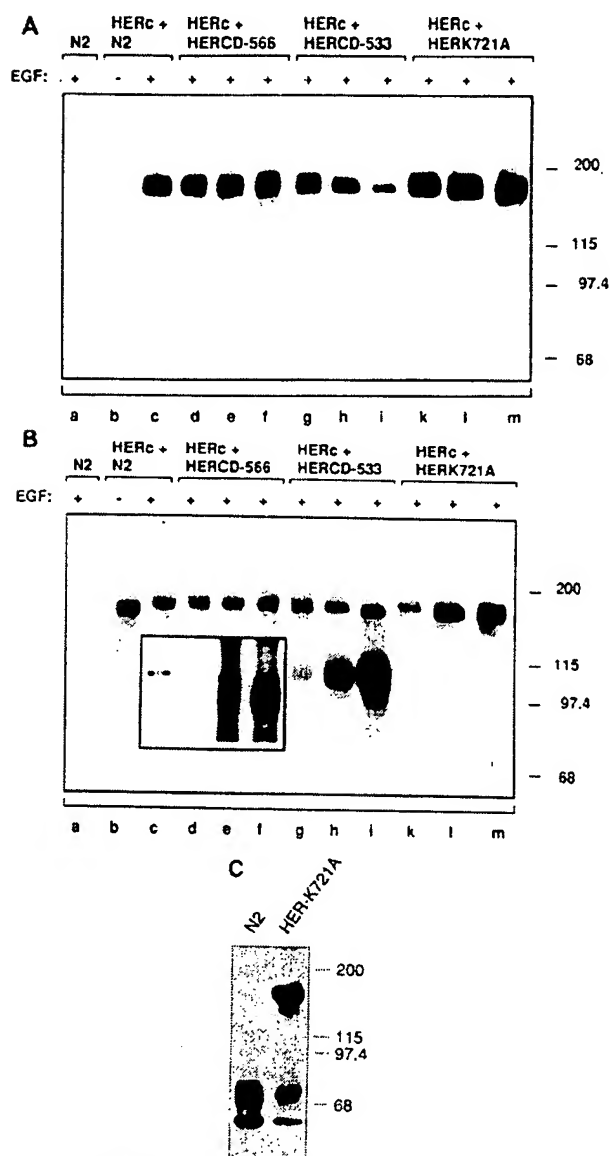 A
N2
HERc +
N2
HERc +
HERCD-566
HERc +
HERCD-533
HERc +
HERK721A
EGF: + - + + + + + + + + + +
200
115
97.4
68
a b c d e f g h i k l m
B
N2
HERc +
N2
HERc +
HERCD-566
HERc +
HERCD-533
HERc +
HERK721A
EGF: + - + + + + + + + + + +
200
115
97.4
68
a b c d e f g h i k l m
C
N2
HER-K721A
200
115
97.4
68